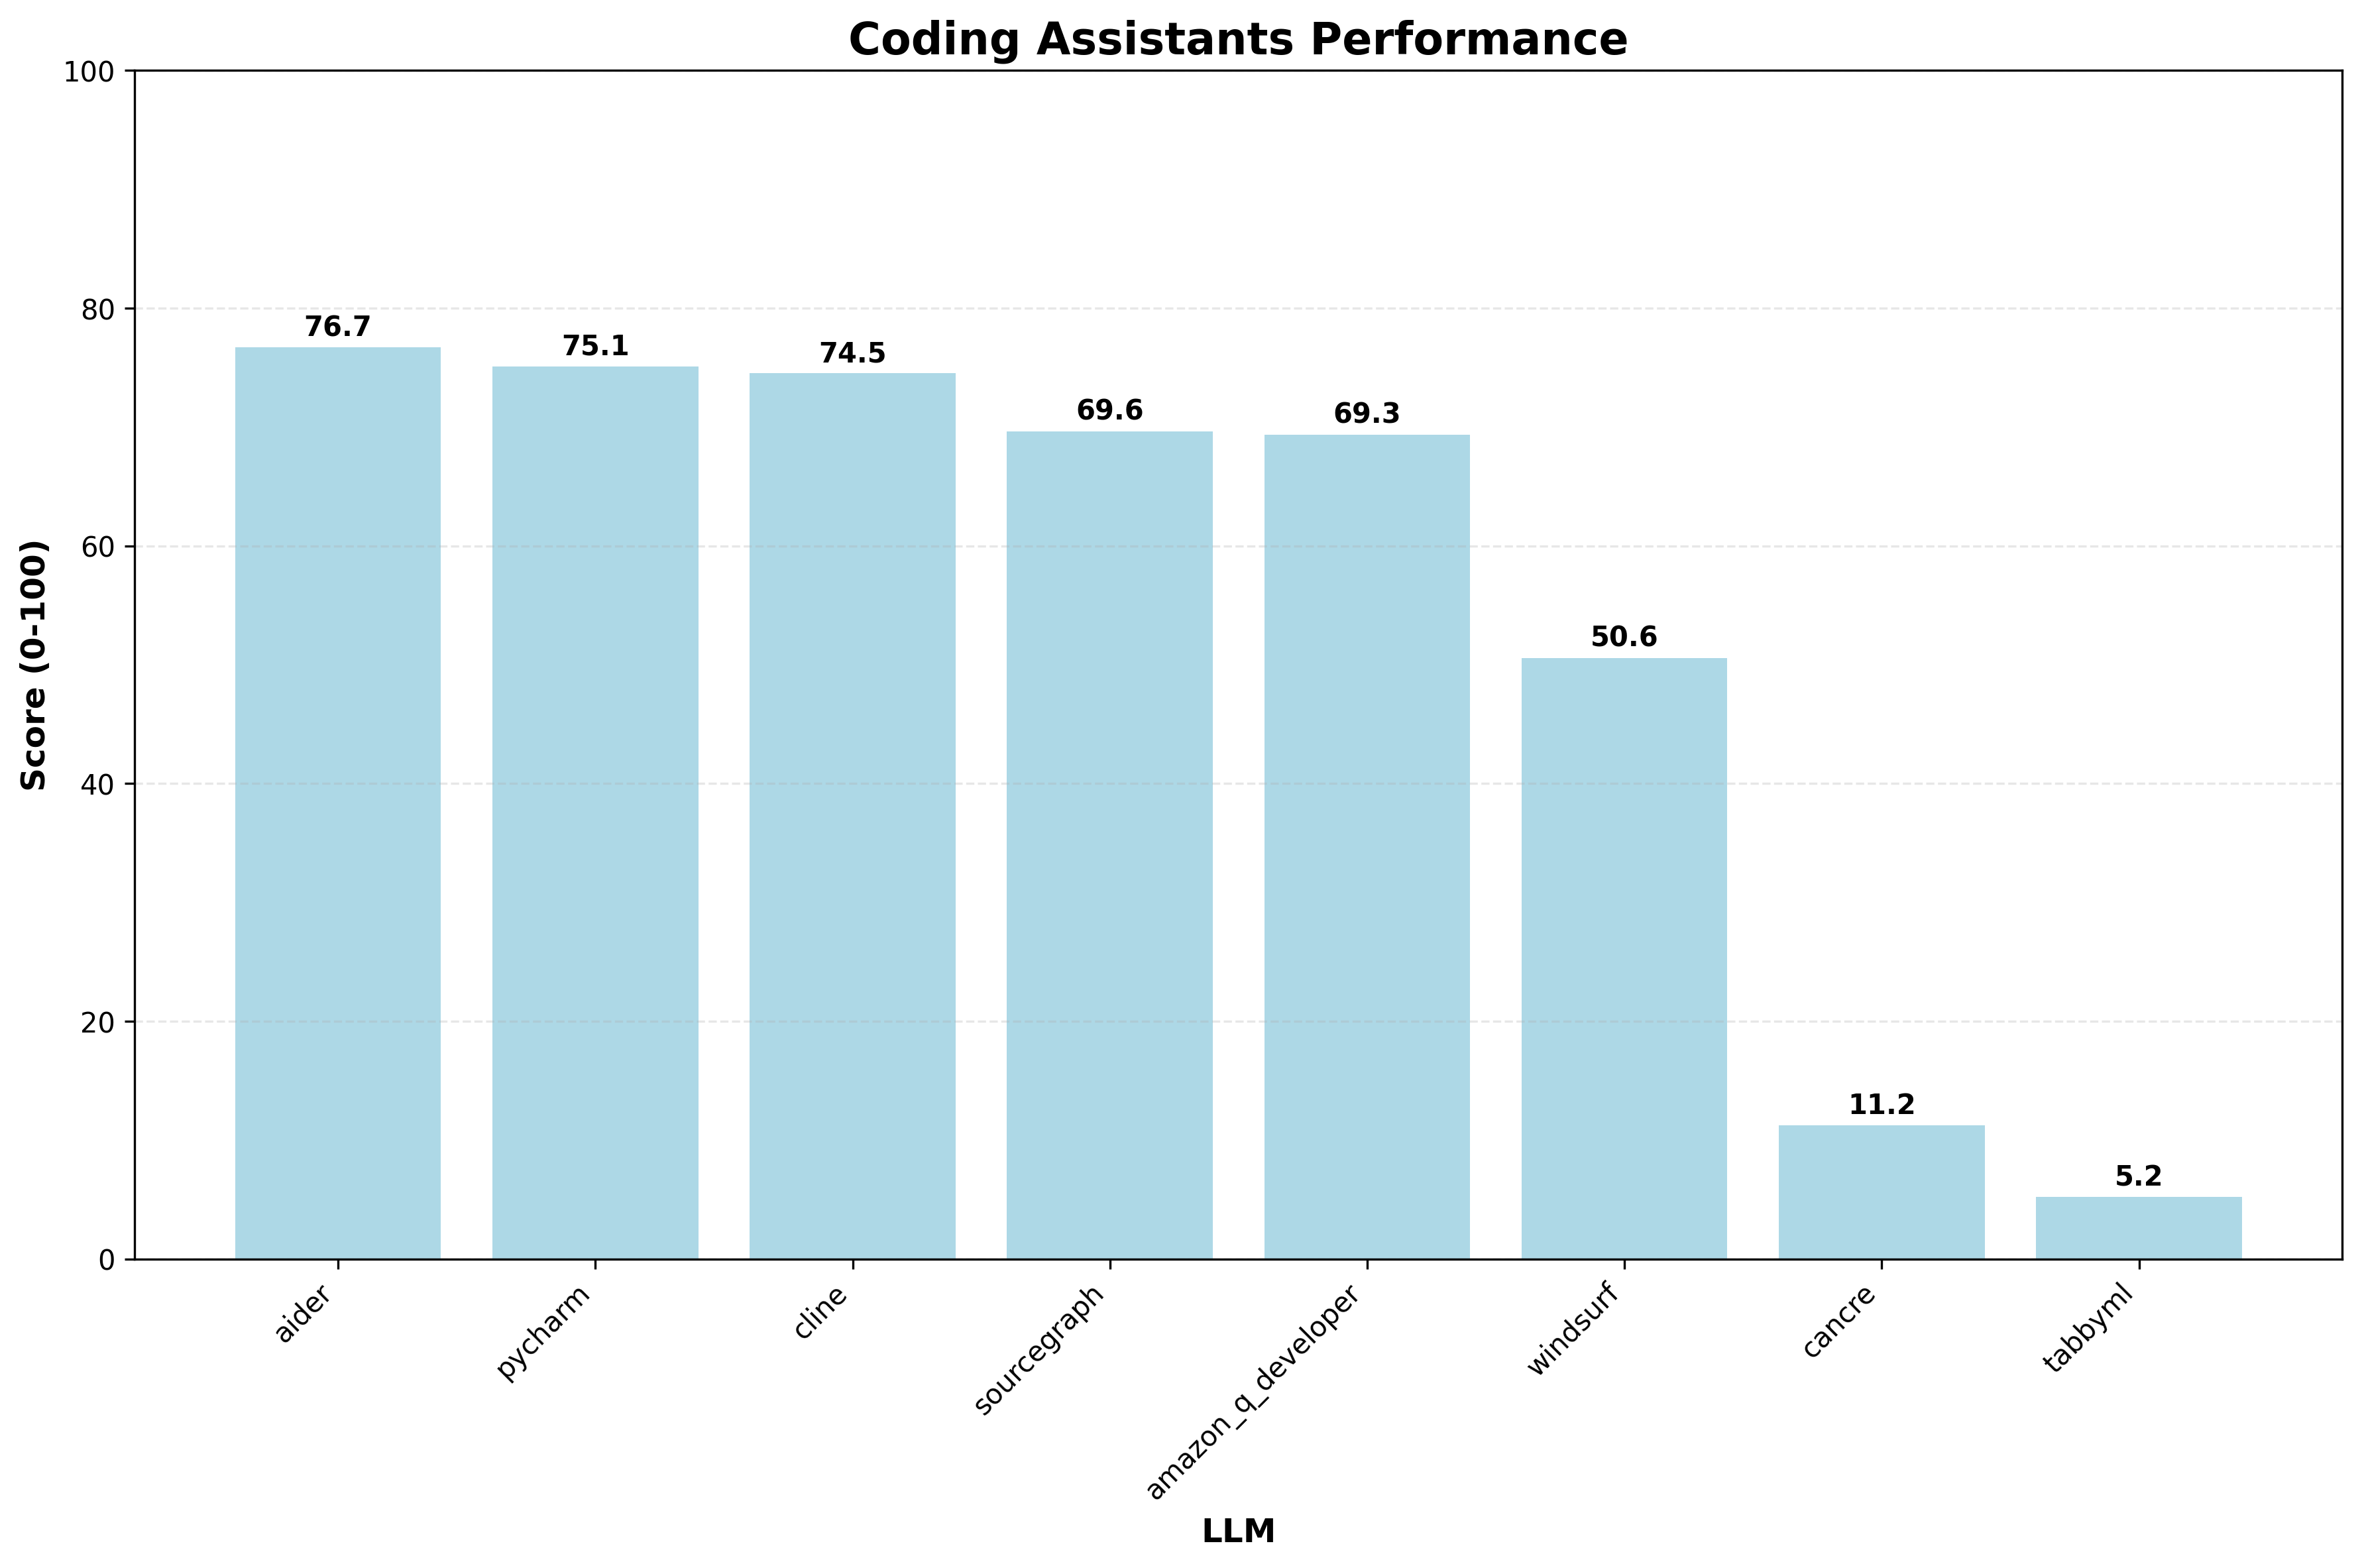 Coding Assistants Performance
100
80
60
40
20
0
Score (0-100)
76.7
75.1
74.5
69.6
69.3
50.6
11.2
5.2
aider
pycharm
cline
sourcegraph
amazon_q_developer
windsurf
cancre
tabbyml
LLM